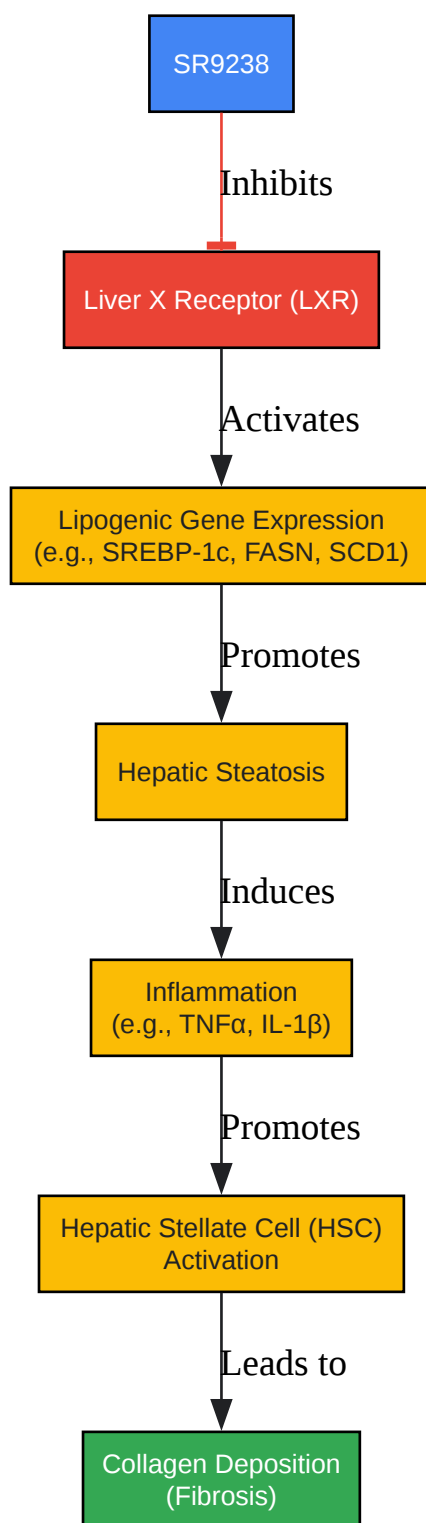 SR9238
Inhibits
Liver X Receptor (LXR)
Activates
Lipogenic Gene Expression
(e.g., SREBP-1c, FASN, SCD1)
Promotes
Hepatic Steatosis
Induces
Inflammation
(e.g., TNFα, IL-1β)
Promotes
Hepatic Stellate Cell (HSC)
Activation
Leads to
Collagen Deposition
(Fibrosis)